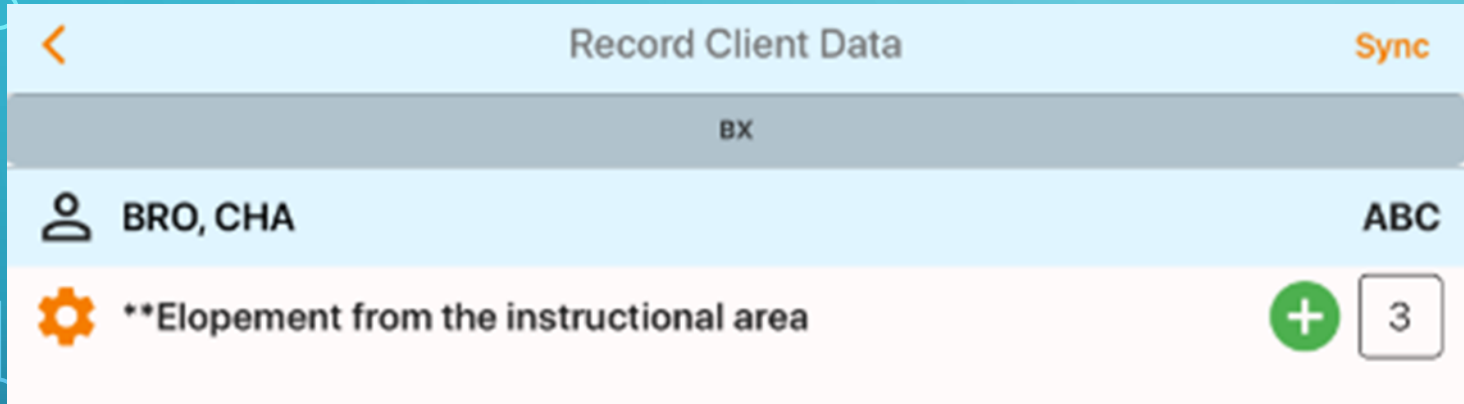 Record Client Data Sync
BX
BRO, CHA ABC
**Elopement from the instructional area 3